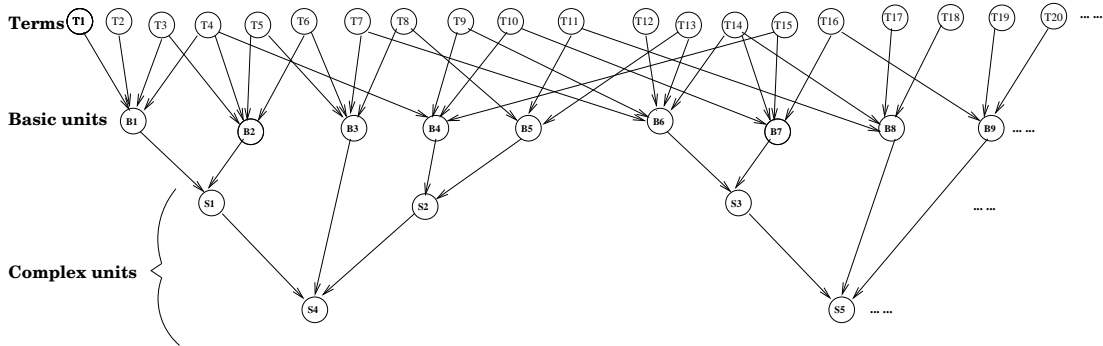 Terms T1 T2 T3 T4 T5 T6 T7 T8 T9 T10 T11 T12 T13 T14 T15 T16 T17 T18 T19 T20 ... ...
Basic units B1 B2 B3 B4 B5 B6 B7 B8 B9 ... ...
S1 S2 S3 ... ...
Complex units
S4 S5 ... ...